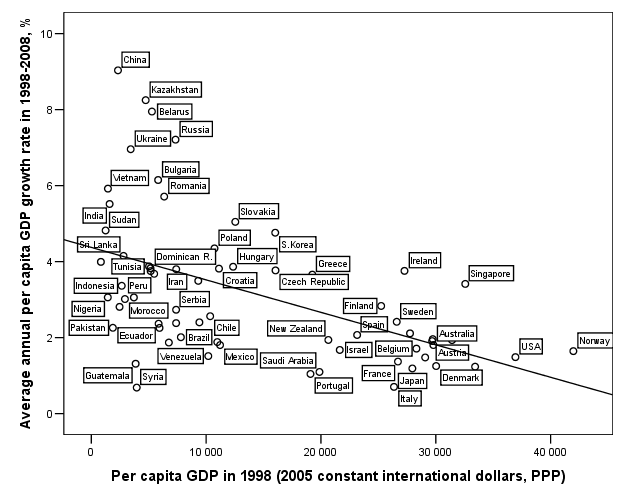 Average annual per capita GDP growth rate in 1998-2008, %
10
8
6
4
2
0
China
Kazakhstan
Belarus
Russia
Ukraine
Bulgaria
Vietnam
Romania
India
Sudan
Slovakia
Poland
S.Korea
Sri Lanka
Dominican R.
Hungary
Tunisia
Greece
Ireland
Singapore
Iran
Croatia
Czech Republic
Indonesia
Peru
Serbia
Finland
Nigeria
Morocco
Sweden
Pakistan
Ecuador
Chile
New Zealand
Spain
Australia
Brazil
Norway
USA
Venezuela
Mexico
Israel
Belgium
Austria
Saudi Arabia
Guatemala
Syria
France
Japan
Denmark
Portugal
Italy
0
10 000
20 000
30 000
40 000
Per capita GDP in 1998 (2005 constant international dollars, PPP)